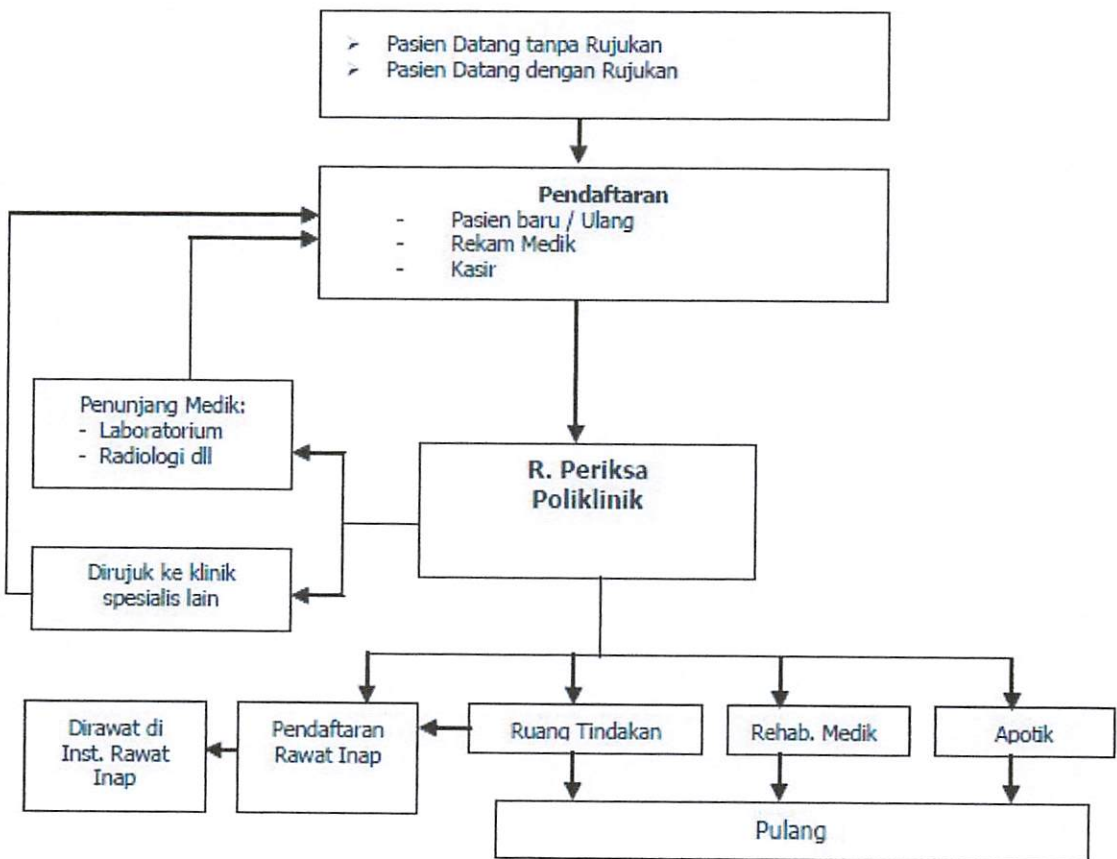 ➢ Pasien Datang tanpa Rujukan
➢ Pasien Datang dengan Rujukan
Pendaftaran
- Pasien baru / Ulang
- Rekam Medik
- Kasir
Penunjang Medik:
- Laboratorium
- Radiologi dll
R. Periksa
Poliklinik
Dirujuk ke klinik
spesialis lain
Dirawat di
Inst. Rawat
Inap
Pendaftaran
Rawat Inap
Ruang Tindakan
Rehab. Medik
Apotik
Pulang